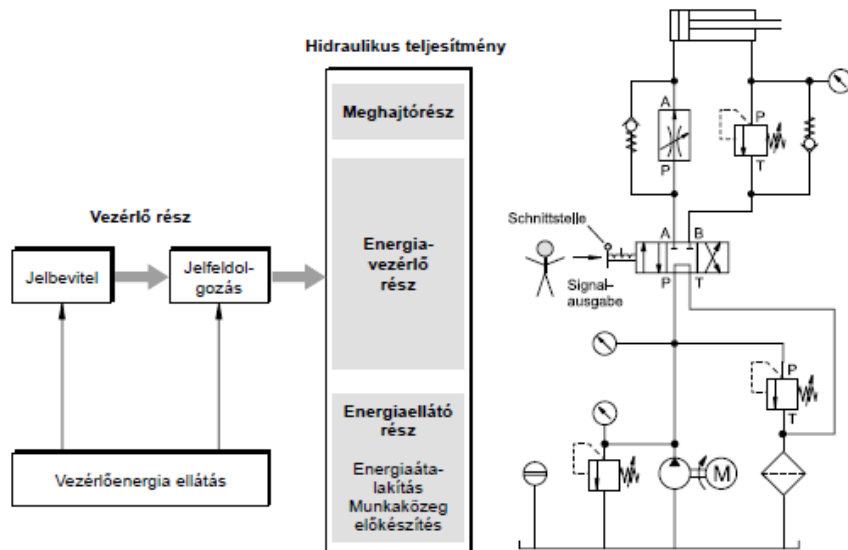 Hidraulikus teljesítmény
Meghajtórész
Vezérlő rész
Jelbevitel
Jelfeldol-
gozás
Energia-
vezérlő
rész
Energiaellátó
rész
Energiaáta-
lakítás
Munkaközeg
előkészítés
Vezérlőenergia ellátás
A
P
P
T
Schnittstelle
A
B
Signal-
ausgabe
P
T
P
T
M